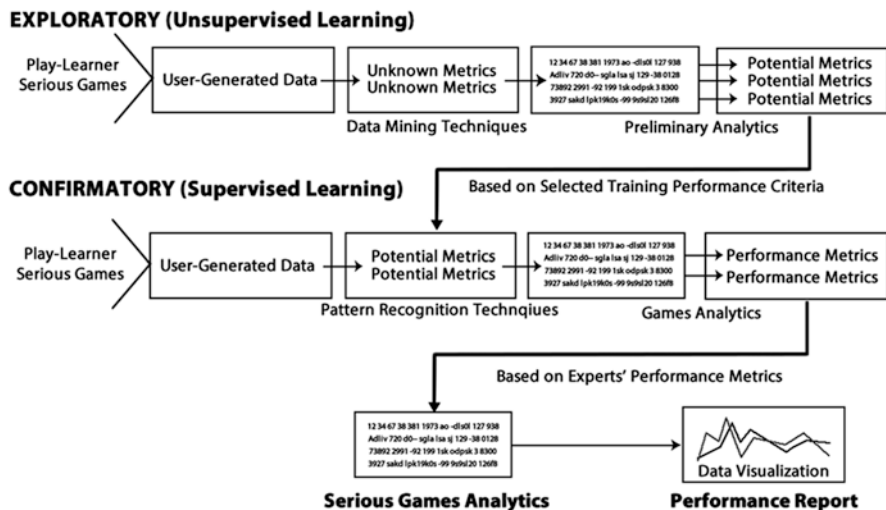 EXPLORATORY (Unsupervised Learning)
Play-Learner
Serious Games
User-Generated Data
Unknown Metrics
Unknown Metrics
12 34 67 38 381 1973 ao -dls0l 127 938
Adliv 720 d0-- sgla lsa sj 129 -38 0128
73892 2991 -92 199 1sk odpsk 3 8300
3927 sakd lpk19k0s -99 9s9sl20 126f8
Potential Metrics
Potential Metrics
Potential Metrics
Data Mining Techniques
Preliminary Analytics
Based on Selected Training Performance Criteria
CONFIRMATORY (Supervised Learning)
Play-Learner
Serious Games
User-Generated Data
Potential Metrics
Potential Metrics
12 34 67 38 381 1973 ao -dls0l 127 938
Adliv 720 d0-- sgla lsa sj 129 -38 0128
73892 2991 -92 199 1sk odpsk 3 8300
3927 sakd lpk19k0s -99 9s9sl20 126f8
Performance Metrics
Performance Metrics
Pattern Recognition Technqiues
Games Analytics
Based on Experts' Performance Metrics
12 34 67 38 381 1973 ao -dls0l 127 938
Adliv 720 d0-- sgla lsa sj 129 -38 0128
73892 2991 -92 199 1sk odpsk 3 8300
3927 sakd lpk19k0s -99 9s9sl20 126f8
Data Visualization
Serious Games Analytics
Performance Report